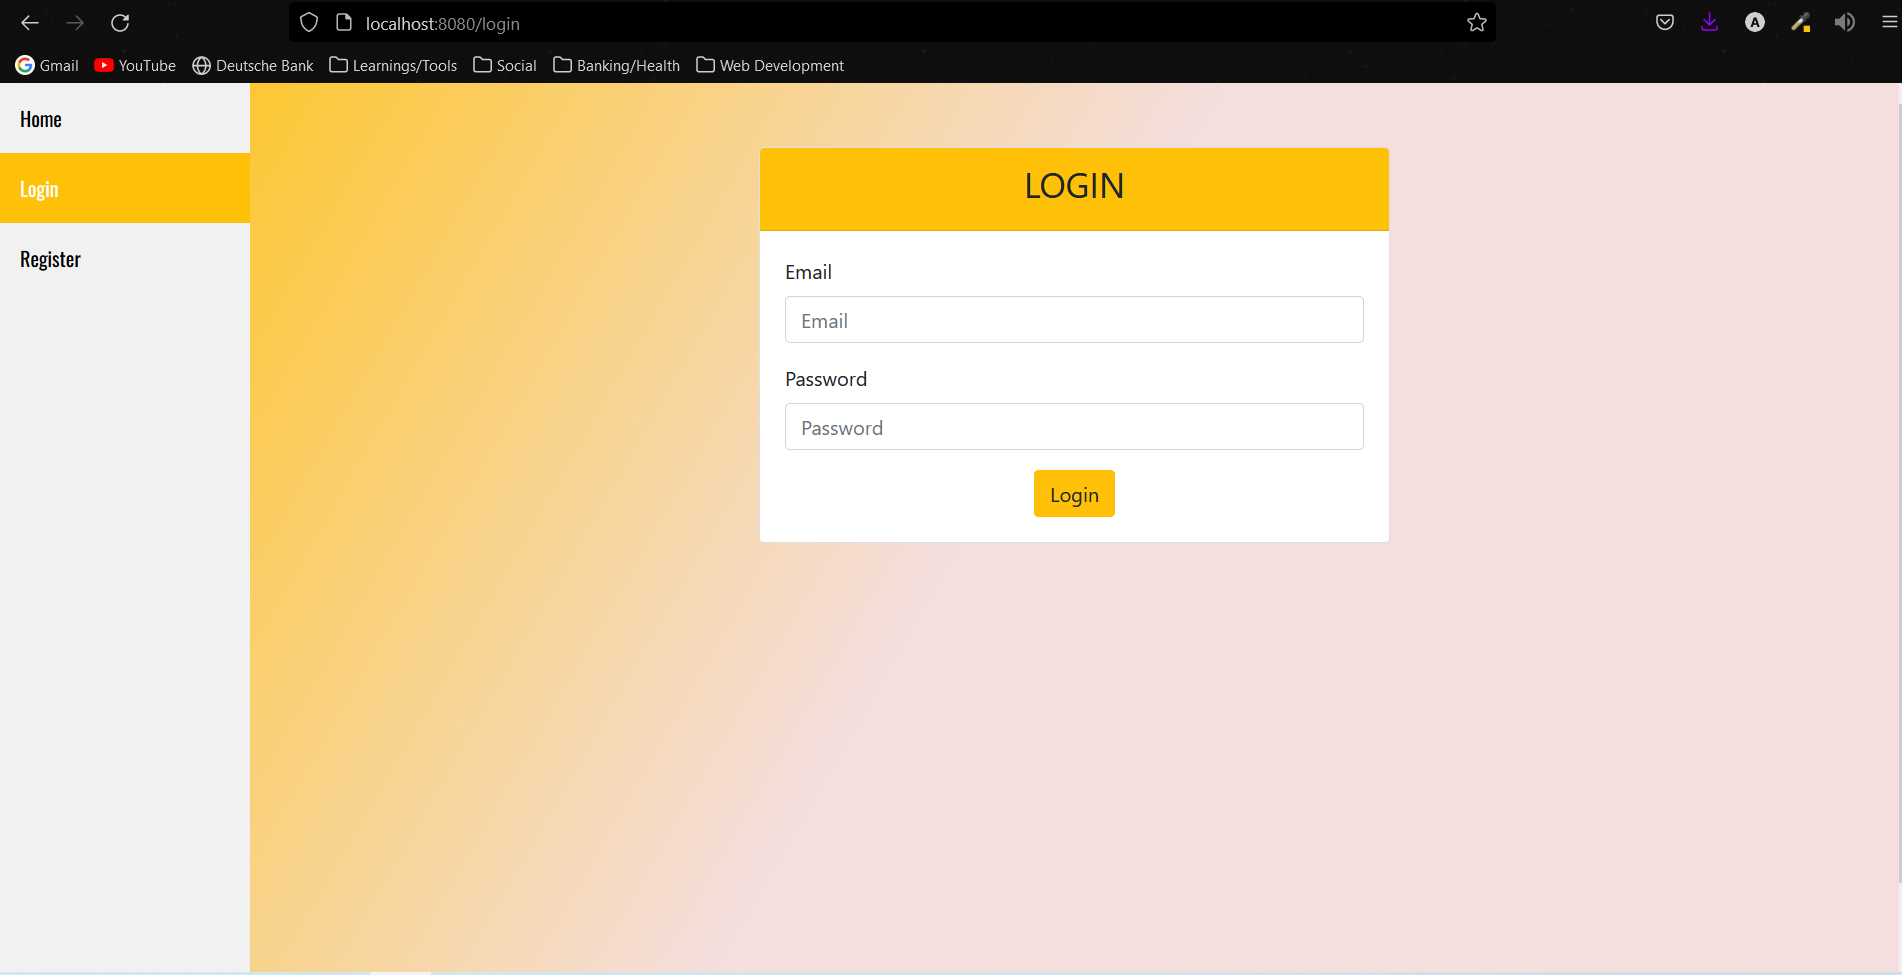 localhost:8080/login
A
Gmail YouTube Deutsche Bank Learnings/Tools Social Banking/Health Web Development
Home
Login
Register
LOGIN
Email
Email
Password
Password
Login